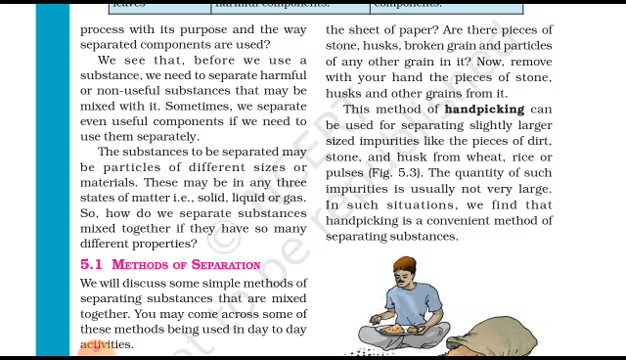 leaves
harmful components.
components.
process with its purpose and the way
separated components are used?
We see that, before we use a
substance, we need to separate harmful
or non-useful substances that may be
mixed with it. Sometimes, we separate
even useful components if we need to
use them separately.
The substances to be separated may
be particles of different sizes or
materials. These may be in any three
states of matter i.e., solid, liquid or gas.
So, how do we separate substances
mixed together if they have so many
different properties?
5.1 METHODS OF SEPARATION
We will discuss some simple methods of
separating substances that are mixed
together. You may come across some of
these methods being used in day to day
activities.
the sheet of paper? Are there pieces of
stone, husks, broken grain and particles
of any other grain in it? Now, remove
with your hand the pieces of stone,
husks and other grains from it.
This method of handpicking can
be used for separating slightly larger
sized impurities like the pieces of dirt,
stone, and husk from wheat, rice or
pulses (Fig. 5.3). The quantity of such
impurities is usually not very large.
In such situations, we find that
handpicking is a convenient method of
separating substances.